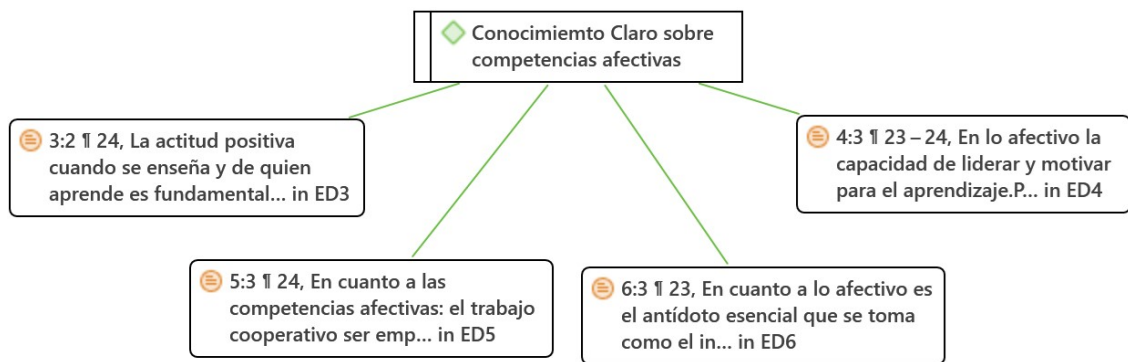 Conocimiemto Claro sobre
competencias afectivas
3:2 ¶ 24, La actitud positiva
cuando se enseña y de quien
aprende es fundamental... in ED3
4:3 ¶ 23 – 24, En lo afectivo la
capacidad de liderar y motivar
para el aprendizaje.P... in ED4
5:3 ¶ 24, En cuanto a las
competencias afectivas: el trabajo
cooperativo ser emp... in ED5
6:3 ¶ 23, En cuanto a lo afectivo es
el antídoto esencial que se toma
como el in... in ED6